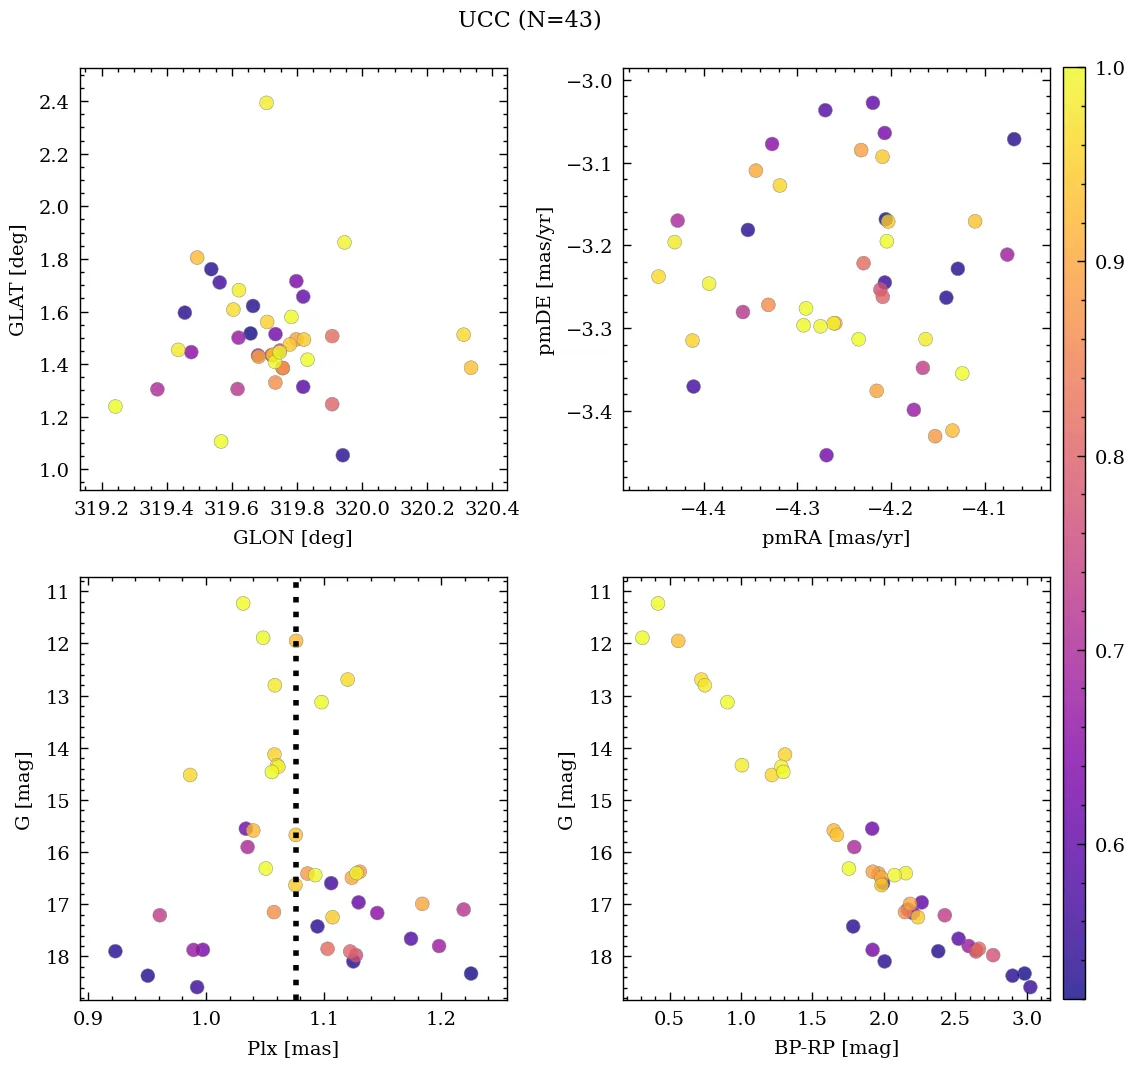 UCC (N=43)
2.4
2.2
2.0
1.8
1.6
1.4
1.2
1.0
GLAT [deg]
319.2 319.4 319.6 319.8 320.0 320.2 320.4
GLON [deg]
−3.0
−3.1
−3.2
−3.3
−3.4
pmDE [mas/yr]
−4.4 −4.3 −4.2 −4.1
pmRA [mas/yr]
1.0
0.9
0.8
0.7
0.6
11
12
13
14
15
16
17
18
G [mag]
0.9 1.0 1.1 1.2
Plx [mas]
11
12
13
14
15
16
17
18
G [mag]
0.5 1.0 1.5 2.0 2.5 3.0
BP-RP [mag]